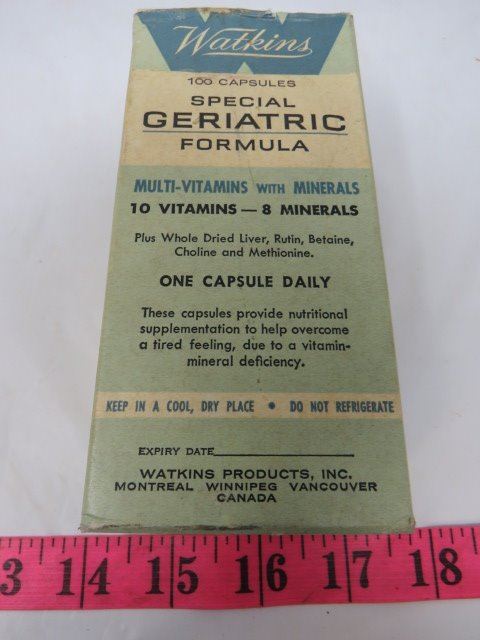 Watkins
100 CAPSULES
SPECIAL
GERIATRIC
FORMULA
MULTI-VITAMINS WITH MINERALS
10 VITAMINS — 8 MINERALS
Plus Whole Dried Liver, Rutin, Betaine,
Choline and Methionine.
ONE CAPSULE DAILY
These capsules provide nutritional
supplementation to help overcome
a tired feeling, due to a vitamin-
mineral deficiency.
KEEP IN A COOL, DRY PLACE • DO NOT REFRIGERATE
EXPIRY DATE
WATKINS PRODUCTS, INC.
MONTREAL WINNIPEG VANCOUVER
CANADA
3 14 15 16 17 18